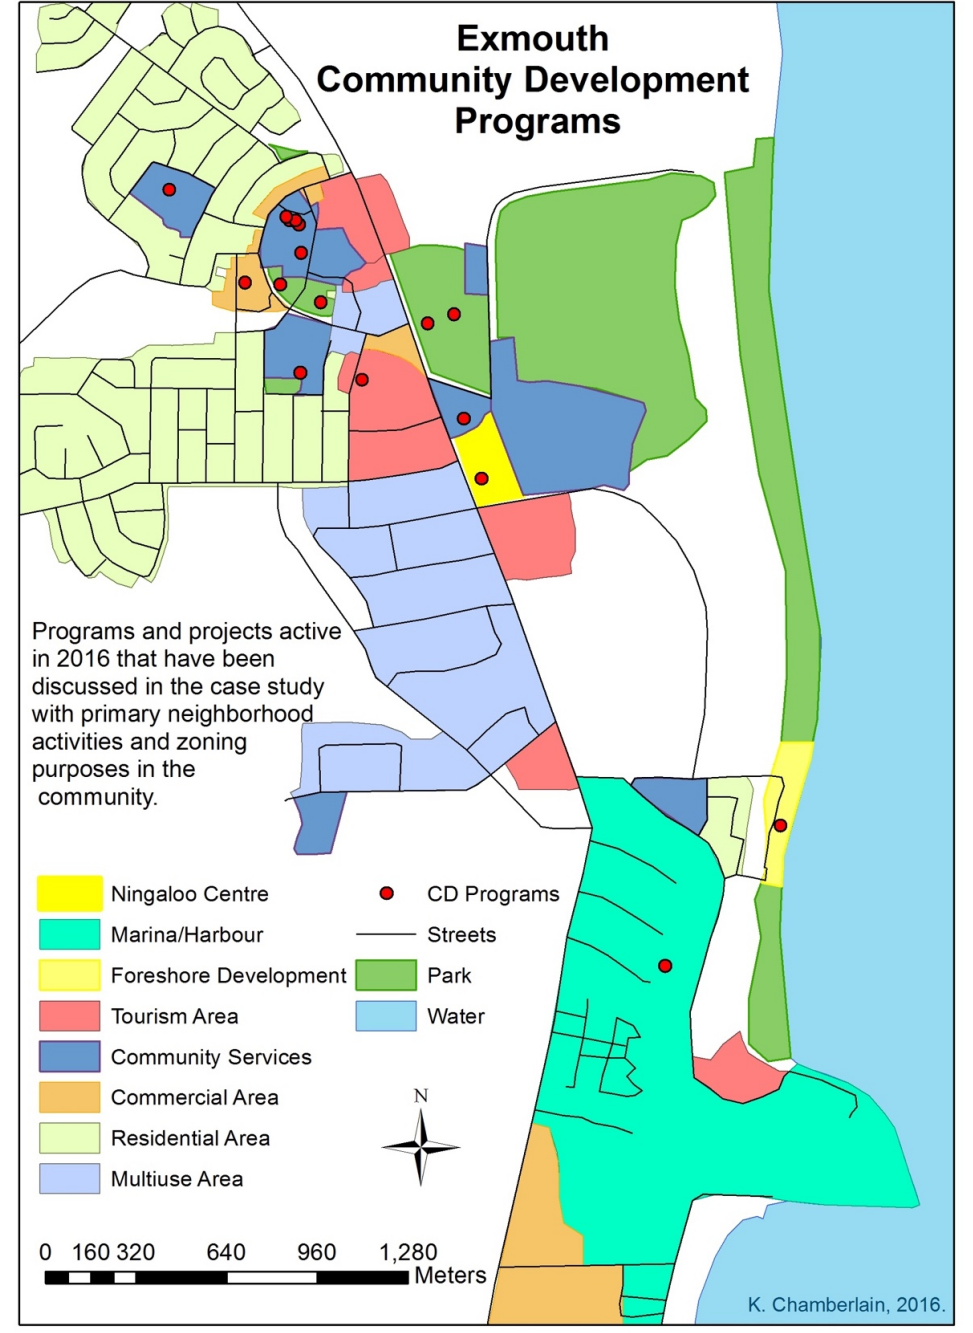 Exmouth
Community Development
Programs
Programs and projects active
in 2016 that have been
discussed in the case study
with primary neighborhood
activities and zoning
purposes in the
community.
Ningaloo Centre
Marina/Harbour
Foreshore Development
Tourism Area
Community Services
Commercial Area
Residential Area
Multiuse Area
CD Programs
Streets
Park
Water
N
0 160 320 640 960 1,280
Meters
K. Chamberlain, 2016.